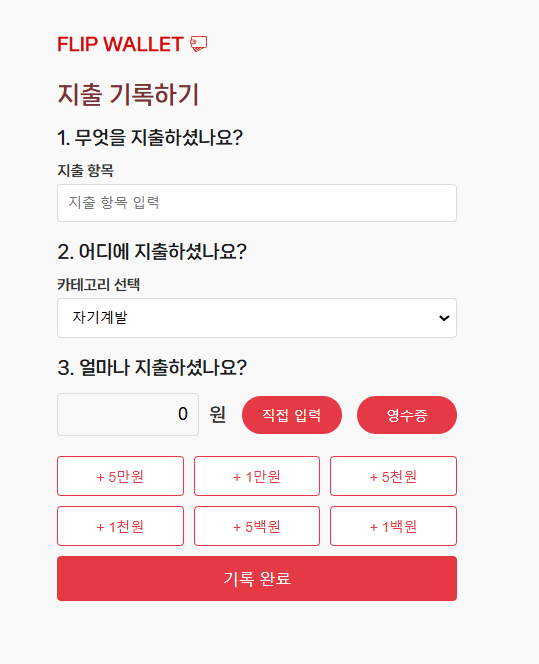 FLIP WALLET
지출 기록하기
1. 무엇을 지출하셨나요?
지출 항목
지출 항목 입력
2. 어디에 지출하셨나요?
카테고리 선택
자기계발
3. 얼마나 지출하셨나요?
0 원 직접 입력 영수증
+ 5만원 + 1만원 + 5천원
+ 1천원 + 5백원 + 1백원
기록 완료